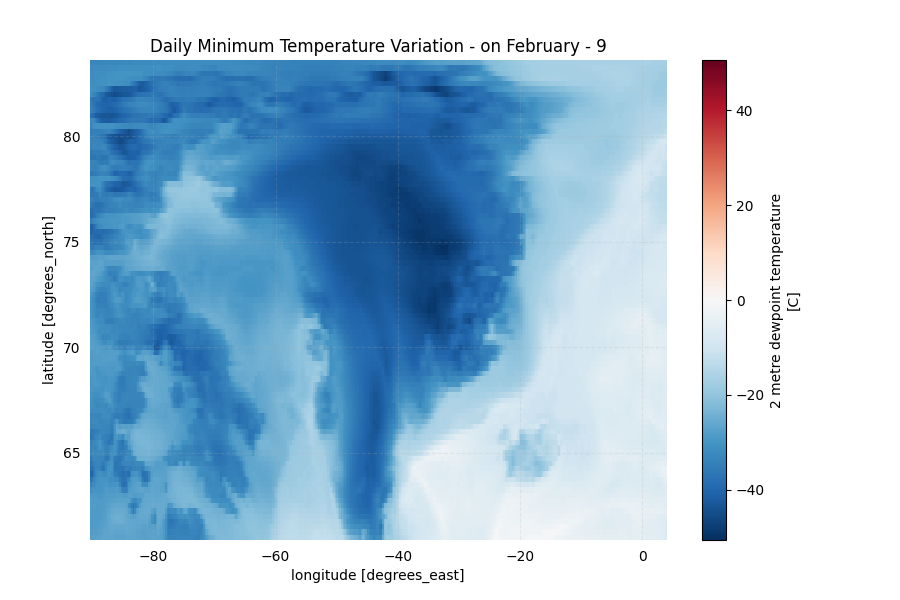 Daily Minimum Temperature Variation - on February - 9
80
75
70
65
latitude [degrees_north]
−80
−60
−40
−20
0
longitude [degrees_east]
40
20
0
−20
−40
2 metre dewpoint temperature
[C]